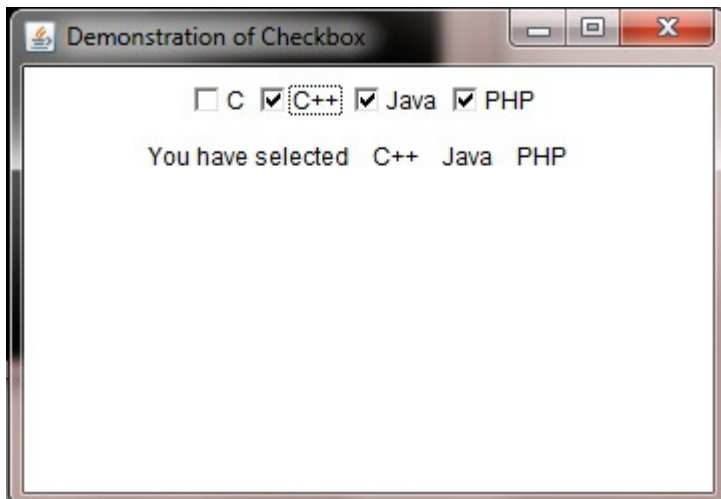 Demonstration of Checkbox
C C++ Java PHP
You have selected C++ Java PHP